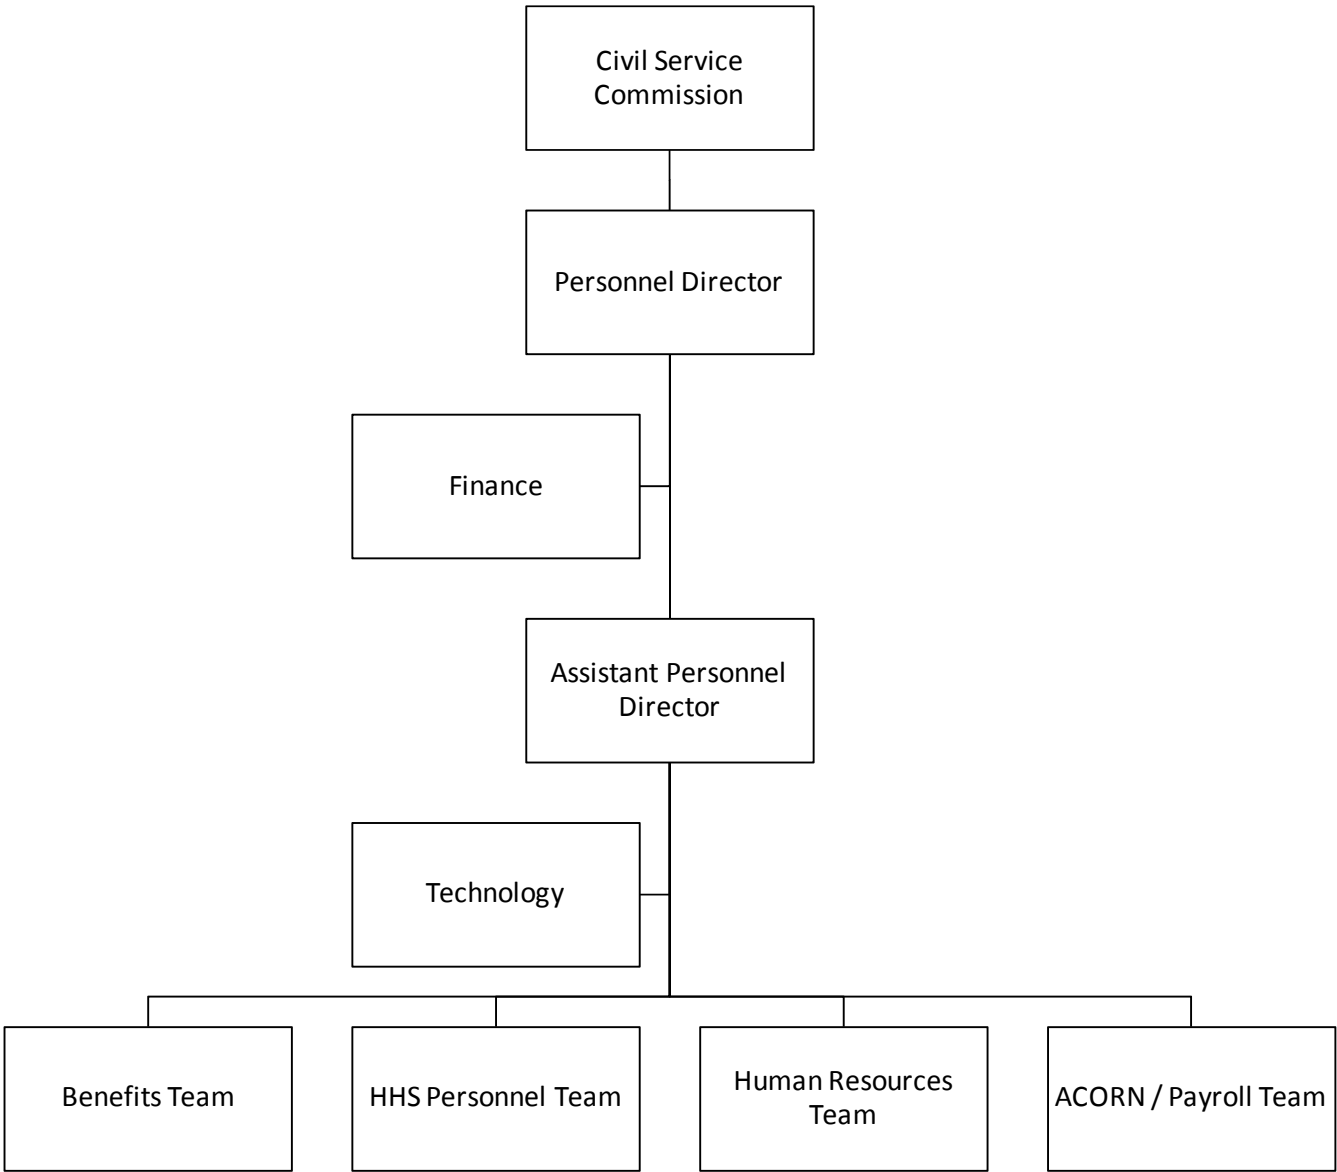 Civil Service
Commission
Personnel Director
Finance
Assistant Personnel
Director
Technology
Benefits Team
HHS Personnel Team
Human Resources
Team
ACORN / Payroll Team